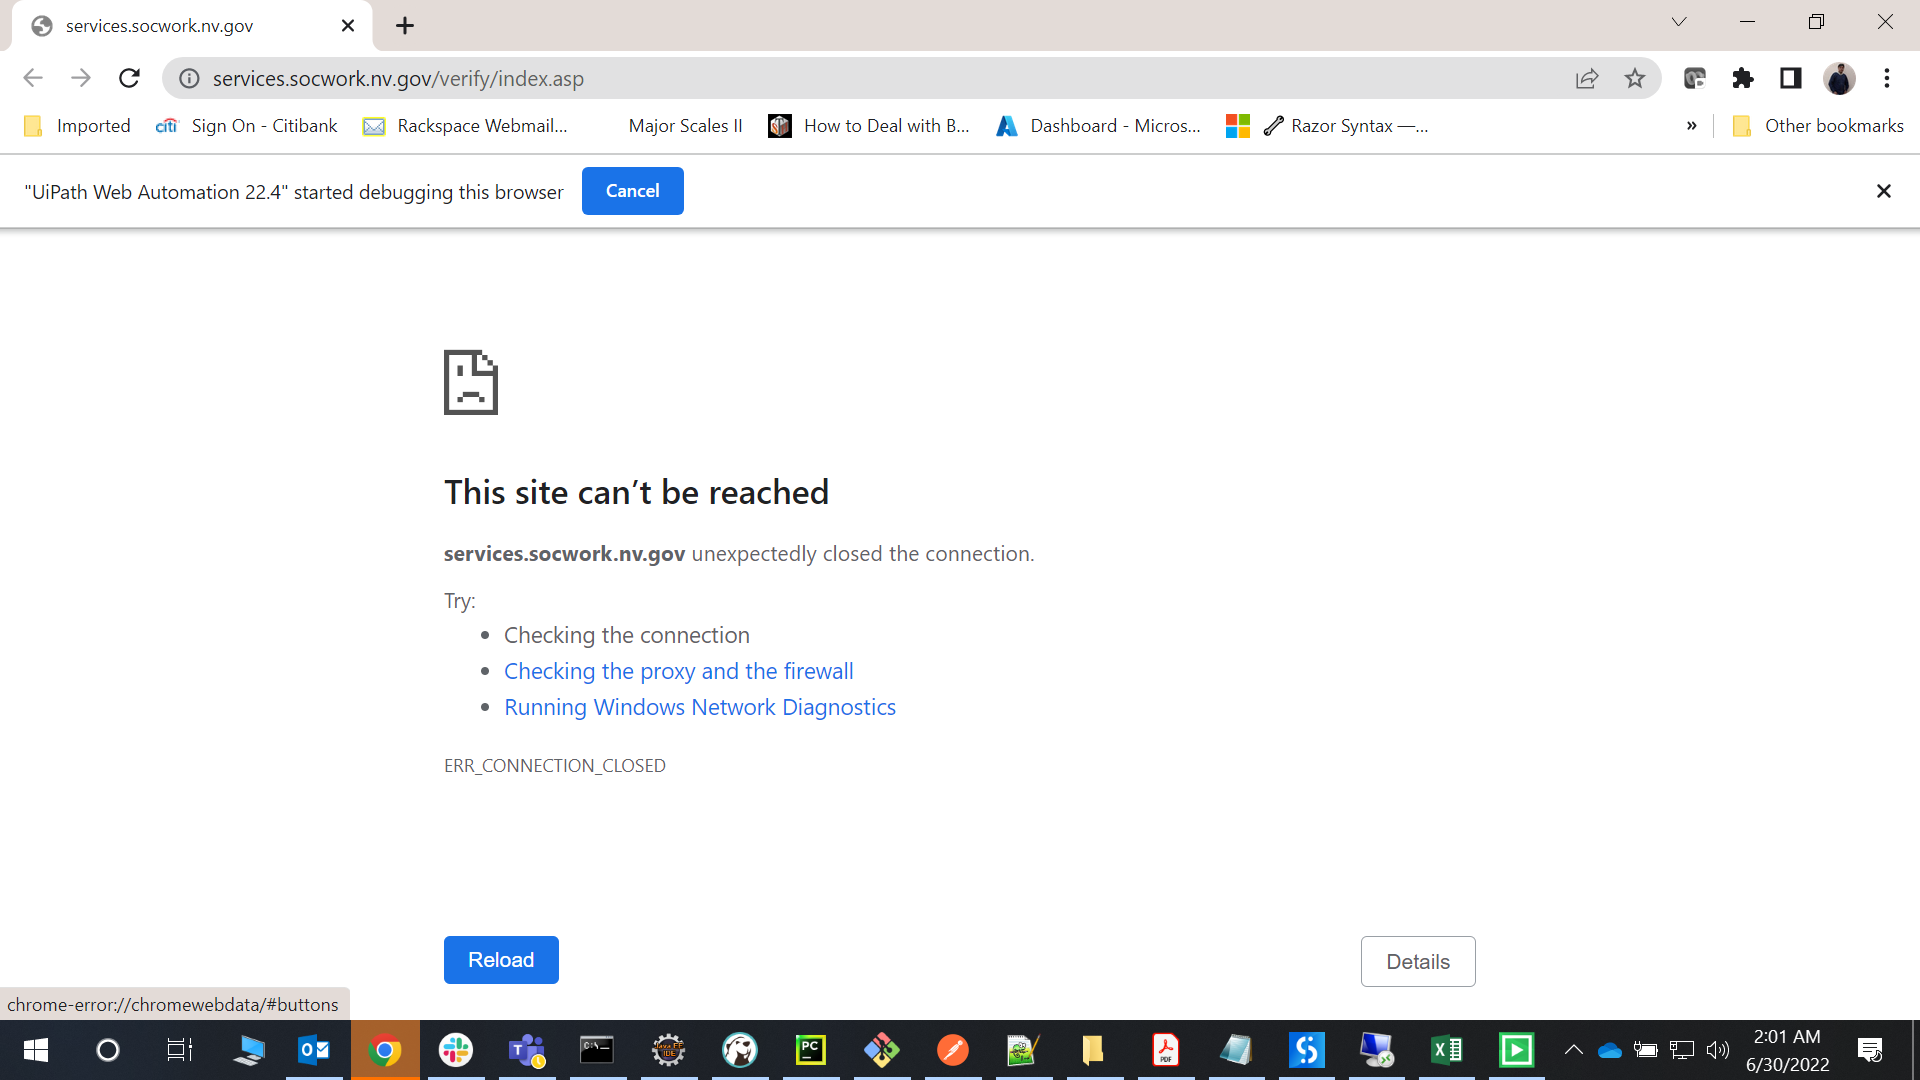 services.socwork.nv.gov
services.socwork.nv.gov/verify/index.asp
Imported
citi Sign On - Citibank
Rackspace Webmail...
Major Scales II
How to Deal with B...
Dashboard - Micros...
Razor Syntax —...
»
Other bookmarks
"UiPath Web Automation 22.4" started debugging this browser
Cancel
This site can’t be reached
services.socwork.nv.gov unexpectedly closed the connection.
Try:
• Checking the connection
• Checking the proxy and the firewall
• Running Windows Network Diagnostics
ERR_CONNECTION_CLOSED
Reload
Details
chrome-error://chromewebdata/#buttons
PC
PDF
2:01 AM
6/30/2022